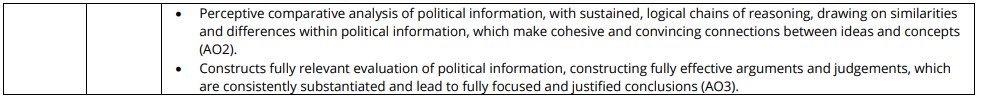 • Perceptive comparative analysis of political information, with sustained, logical chains of reasoning, drawing on similarities
and differences within political information, which make cohesive and convincing connections between ideas and concepts
(AO2).
• Constructs fully relevant evaluation of political information, constructing fully effective arguments and judgements, which
are consistently substantiated and lead to fully focused and justified conclusions (AO3).